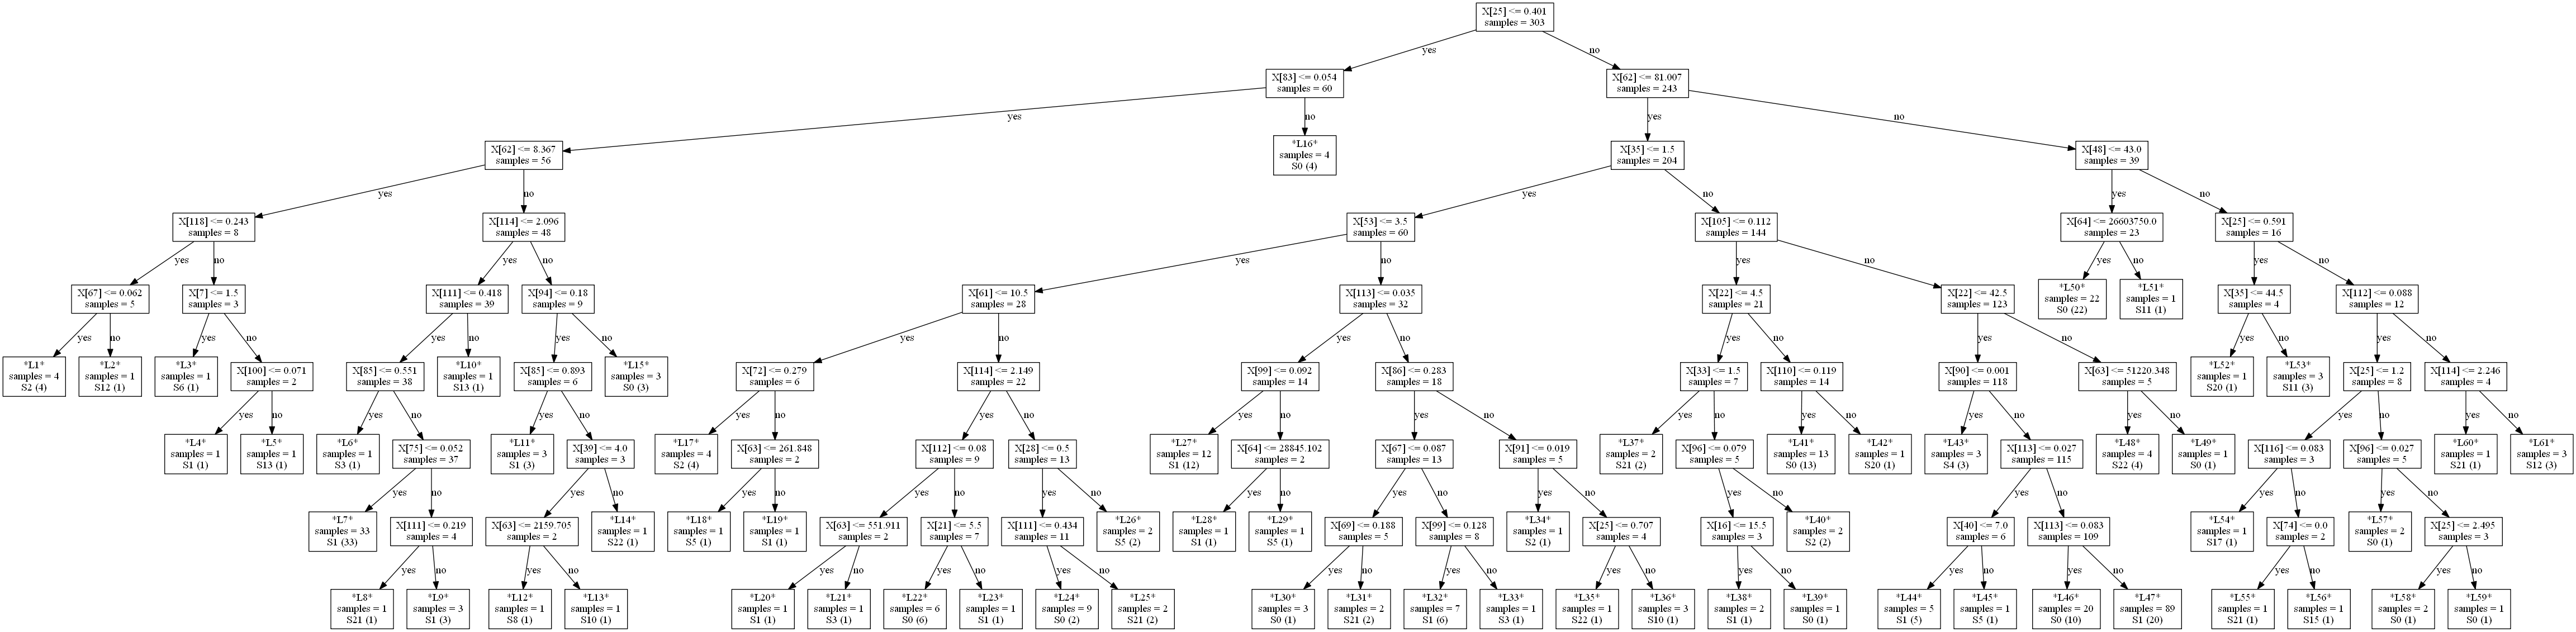 X[25] <= 0.401
samples = 303
yes
no
X[83] <= 0.054
samples = 60
X[62] <= 81.007
samples = 243
yes
no
yes
no
X[62] <= 8.367
samples = 56
*L16*
samples = 4
S0 (4)
X[35] <= 1.5
samples = 204
X[48] <= 43.0
samples = 39
yes
no
yes
no
yes
no
X[118] <= 0.243
samples = 8
X[114] <= 2.096
samples = 48
X[53] <= 3.5
samples = 60
X[105] <= 0.112
samples = 144
X[64] <= 26603750.0
samples = 23
X[25] <= 0.591
samples = 16
yes
no
yes
no
yes
no
yes
no
yes
no
yes
no
X[67] <= 0.062
samples = 5
X[7] <= 1.5
samples = 3
X[111] <= 0.418
samples = 39
X[94] <= 0.18
samples = 9
X[61] <= 10.5
samples = 28
X[113] <= 0.035
samples = 32
X[22] <= 4.5
samples = 21
X[22] <= 42.5
samples = 123
*L50*
samples = 22
S0 (22)
*L51*
samples = 1
S11 (1)
X[35] <= 44.5
samples = 4
X[112] <= 0.088
samples = 12
yes
no
yes
no
yes
no
yes
no
yes
no
yes
no
yes
no
yes
no
yes
no
yes
no
*L1*
samples = 4
S2 (4)
*L2*
samples = 1
S12 (1)
*L3*
samples = 1
S6 (1)
X[100] <= 0.071
samples = 2
X[85] <= 0.551
samples = 38
*L10*
samples = 1
S13 (1)
X[85] <= 0.893
samples = 6
*L15*
samples = 3
S0 (3)
X[72] <= 0.279
samples = 6
X[114] <= 2.149
samples = 22
X[99] <= 0.092
samples = 14
X[86] <= 0.283
samples = 18
X[33] <= 1.5
samples = 7
X[110] <= 0.119
samples = 14
X[90] <= 0.001
samples = 118
X[63] <= 51220.348
samples = 5
*L52*
samples = 1
S20 (1)
*L53*
samples = 3
S11 (3)
X[25] <= 1.2
samples = 8
X[114] <= 2.246
samples = 4
yes
no
yes
no
yes
no
yes
no
yes
no
yes
no
yes
no
yes
no
yes
no
yes
no
yes
no
yes
no
yes
no
*L4*
samples = 1
S1 (1)
*L5*
samples = 1
S13 (1)
*L6*
samples = 1
S3 (1)
X[75] <= 0.052
samples = 37
*L11*
samples = 3
S1 (3)
X[39] <= 4.0
samples = 3
*L17*
samples = 4
S2 (4)
X[63] <= 261.848
samples = 2
X[112] <= 0.08
samples = 9
X[28] <= 0.5
samples = 13
*L27*
samples = 12
S1 (12)
X[64] <= 28845.102
samples = 2
X[67] <= 0.087
samples = 13
X[91] <= 0.019
samples = 5
*L37*
samples = 2
S21 (2)
X[96] <= 0.079
samples = 5
*L41*
samples = 13
S0 (13)
*L42*
samples = 1
S20 (1)
*L43*
samples = 3
S4 (3)
X[113] <= 0.027
samples = 115
*L48*
samples = 4
S22 (4)
*L49*
samples = 1
S0 (1)
X[116] <= 0.083
samples = 3
X[96] <= 0.027
samples = 5
*L60*
samples = 1
S21 (1)
*L61*
samples = 3
S12 (3)
yes
no
yes
no
yes
no
yes
no
yes
no
yes
no
yes
no
yes
no
yes
no
yes
no
yes
no
yes
no
*L7*
samples = 33
S1 (33)
X[111] <= 0.219
samples = 4
X[63] <= 2159.705
samples = 2
*L14*
samples = 1
S22 (1)
*L18*
samples = 1
S5 (1)
*L19*
samples = 1
S1 (1)
X[63] <= 551.911
samples = 2
X[21] <= 5.5
samples = 7
X[111] <= 0.434
samples = 11
*L26*
samples = 2
S5 (2)
*L28*
samples = 1
S1 (1)
*L29*
samples = 1
S5 (1)
X[69] <= 0.188
samples = 5
X[99] <= 0.128
samples = 8
*L34*
samples = 1
S2 (1)
X[25] <= 0.707
samples = 4
X[16] <= 15.5
samples = 3
*L40*
samples = 2
S2 (2)
X[40] <= 7.0
samples = 6
X[113] <= 0.083
samples = 109
*L54*
samples = 1
S17 (1)
X[74] <= 0.0
samples = 2
*L57*
samples = 2
S0 (1)
X[25] <= 2.495
samples = 3
yes
no
yes
no
yes
no
yes
no
yes
no
yes
no
yes
no
yes
no
yes
no
yes
no
yes
no
yes
no
yes
no
*L8*
samples = 1
S21 (1)
*L9*
samples = 3
S1 (3)
*L12*
samples = 1
S8 (1)
*L13*
samples = 1
S10 (1)
*L20*
samples = 1
S1 (1)
*L21*
samples = 1
S3 (1)
*L22*
samples = 6
S0 (6)
*L23*
samples = 1
S1 (1)
*L24*
samples = 9
S0 (2)
*L25*
samples = 2
S21 (2)
*L30*
samples = 3
S0 (1)
*L31*
samples = 2
S21 (2)
*L32*
samples = 7
S1 (6)
*L33*
samples = 1
S3 (1)
*L35*
samples = 1
S22 (1)
*L36*
samples = 3
S10 (1)
*L38*
samples = 2
S1 (1)
*L39*
samples = 1
S0 (1)
*L44*
samples = 5
S1 (5)
*L45*
samples = 1
S5 (1)
*L46*
samples = 20
S0 (10)
*L47*
samples = 89
S1 (20)
*L55*
samples = 1
S21 (1)
*L56*
samples = 1
S15 (1)
*L58*
samples = 2
S0 (1)
*L59*
samples = 1
S0 (1)